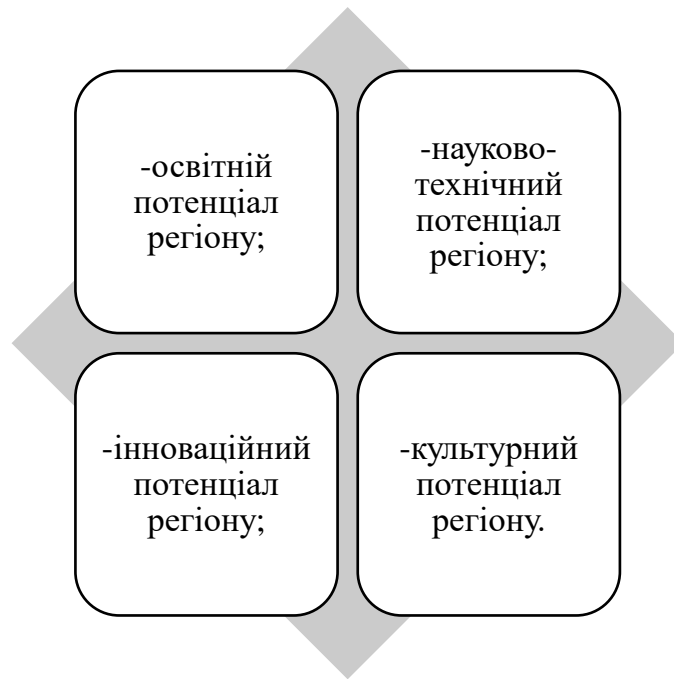 -освітній
потенціал
регіону;
-науково-
технічний
потенціал
регіону;
-інноваційний
потенціал
регіону;
-культурний
потенціал
регіону.